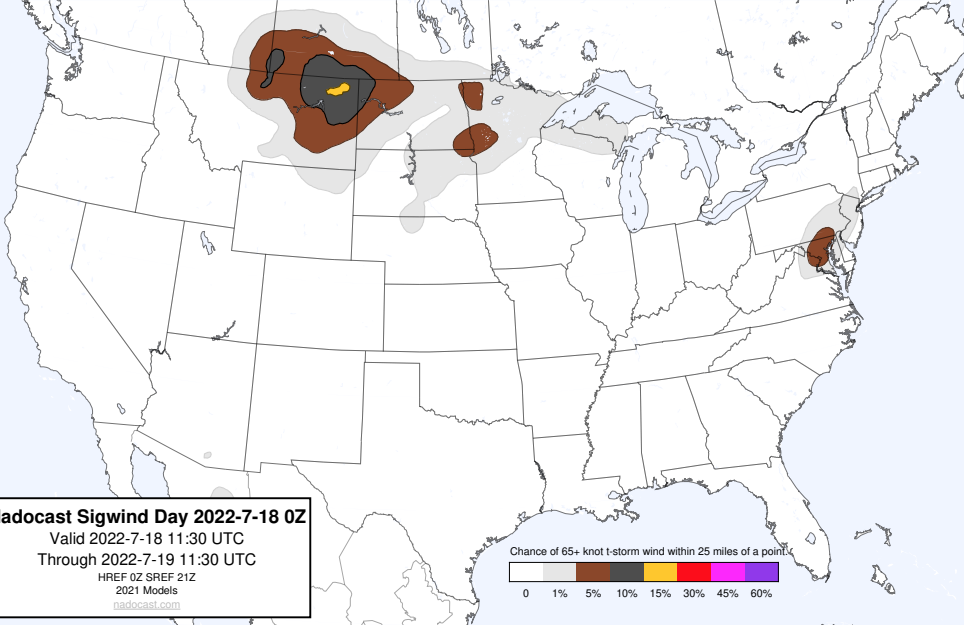 adocast Sigwind Day 2022-7-18 0Z
Valid 2022-7-18 11:30 UTC
Through 2022-7-19 11:30 UTC
HREF 0Z SREF 21Z
2021 Models
nadocast.com
Chance of 65+ knot t-storm wind within 25 miles of a point.
0 1% 5% 10% 15% 30% 45% 60%